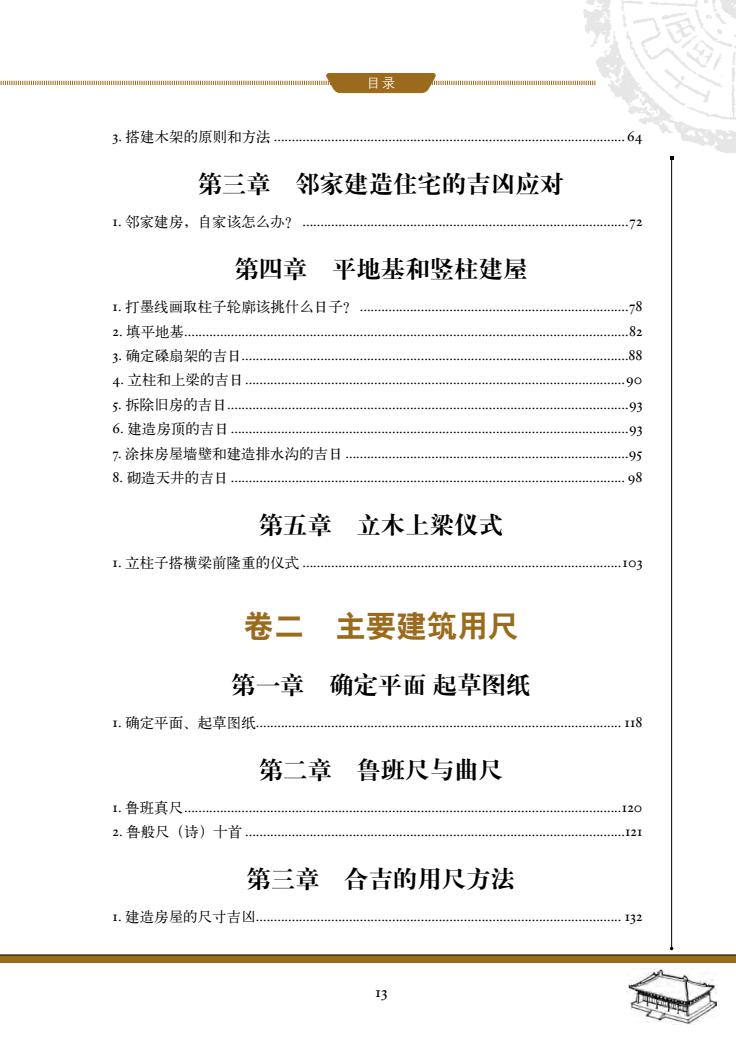 目录
3. 搭建木架的原则和方法 ........ 64
第三章　邻家建造住宅的吉凶应对
1. 邻家建房，自家该怎么办？ ........ 72
第四章　平地基和竖柱建屋
1. 打墨线画取柱子轮廓该挑什么日子？ ........ 78
2. 填平地基 ........ 82
3. 确定磉扇架的吉日 ........ 88
4. 立柱和上梁的吉日 ........ 90
5. 拆除旧房的吉日 ........ 93
6. 建造房顶的吉日 ........ 93
7. 涂抹房屋墙壁和建造排水沟的吉日 ........ 95
8. 砌造天井的吉日 ........ 98
第五章　立木上梁仪式
1. 立柱子搭横梁前隆重的仪式 ........ 103
卷二　主要建筑用尺
第一章　确定平面 起草图纸
1. 确定平面、起草图纸 ........ 118
第二章　鲁班尺与曲尺
1. 鲁班真尺 ........ 120
2. 鲁般尺（诗）十首 ........ 121
第三章　合吉的用尺方法
1. 建造房屋的尺寸吉凶 ........ 132
13